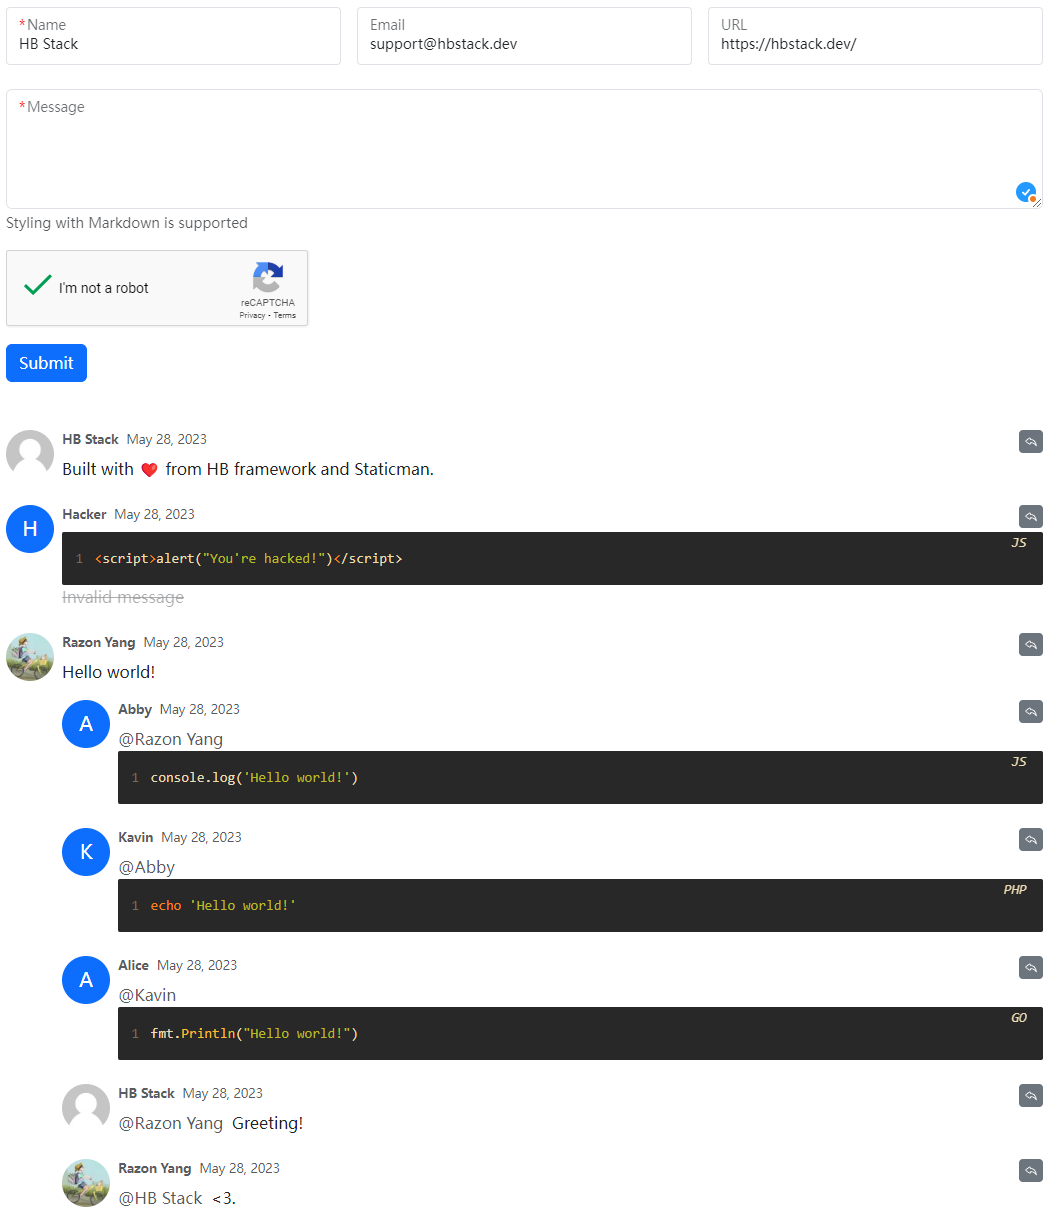 *Name
HB Stack
Email
support@hbstack.dev
URL
https://hbstack.dev/
*Message
Styling with Markdown is supported
I'm not a robot
reCAPTCHA
Privacy - Terms
Submit
HB Stack May 28, 2023
Built with ❤ from HB framework and Staticman.
H
Hacker May 28, 2023
JS
1 <script>alert("You're hacked!")</script>
Invalid message
Razon Yang May 28, 2023
Hello world!
A
Abby May 28, 2023
@Razon Yang
JS
1 console.log('Hello world!')
K
Kavin May 28, 2023
@Abby
PHP
1 echo 'Hello world!'
A
Alice May 28, 2023
@Kavin
GO
1 fmt.Println("Hello world!")
HB Stack May 28, 2023
@Razon Yang Greeting!
Razon Yang May 28, 2023
@HB Stack <3.